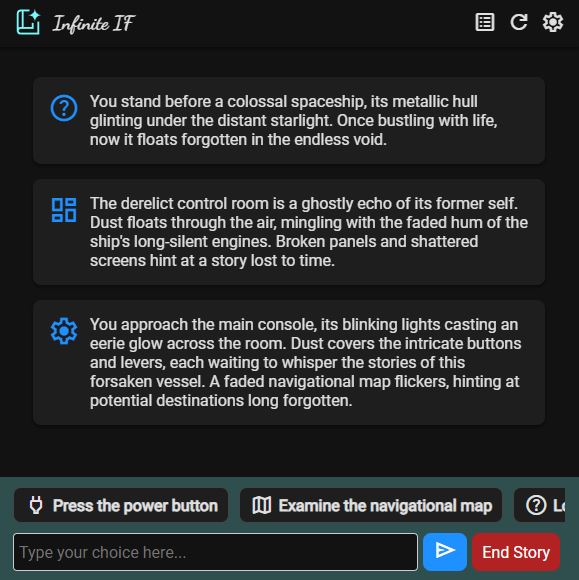 Infinite IF
You stand before a colossal spaceship, its metallic hull
glinting under the distant starlight. Once bustling with life,
now it floats forgotten in the endless void.
The derelict control room is a ghostly echo of its former self.
Dust floats through the air, mingling with the faded hum of the
ship's long-silent engines. Broken panels and shattered
screens hint at a story lost to time.
You approach the main console, its blinking lights casting an
eerie glow across the room. Dust covers the intricate buttons
and levers, each waiting to whisper the stories of this
forsaken vessel. A faded navigational map flickers, hinting at
potential destinations long forgotten.
Press the power button Examine the navigational map
Type your choice here... End Story